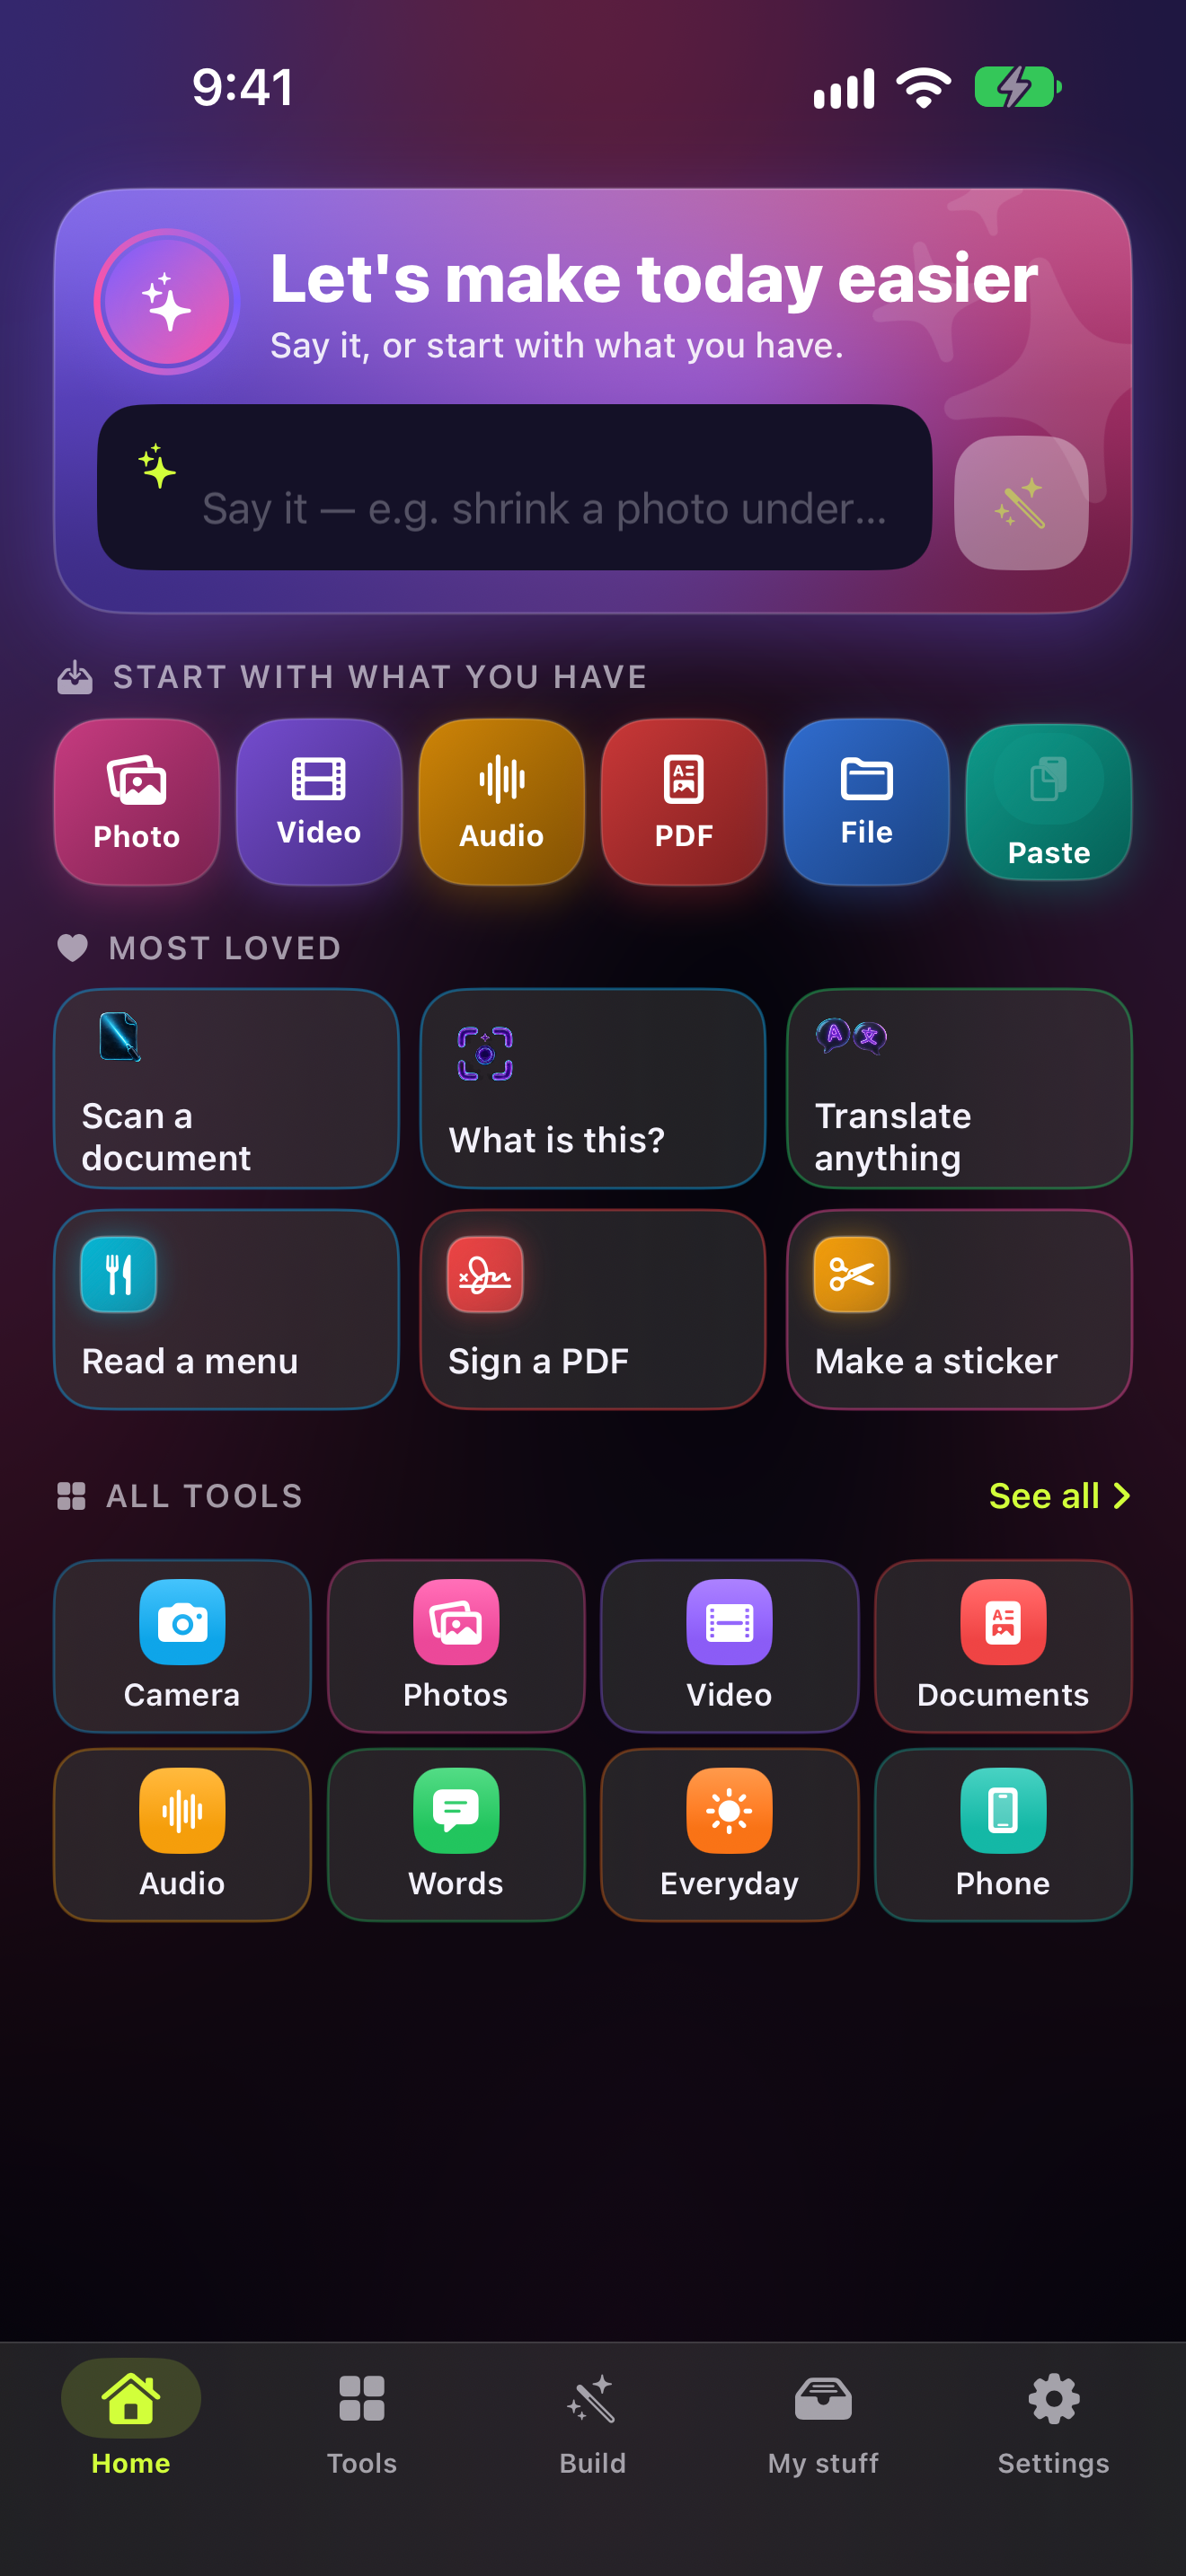 9:41
Let's make today easier
Say it, or start with what you have.
Say it — e.g. shrink a photo under...
START WITH WHAT YOU HAVE
Photo
Video
Audio
PDF
File
Paste
MOST LOVED
Scan a
document
What is this?
A 文
Translate
anything
Read a menu
Sign a PDF
Make a sticker
ALL TOOLS
See all
Camera
Photos
Video
Documents
Audio
Words
Everyday
Phone
Home
Tools
Build
My stuff
Settings